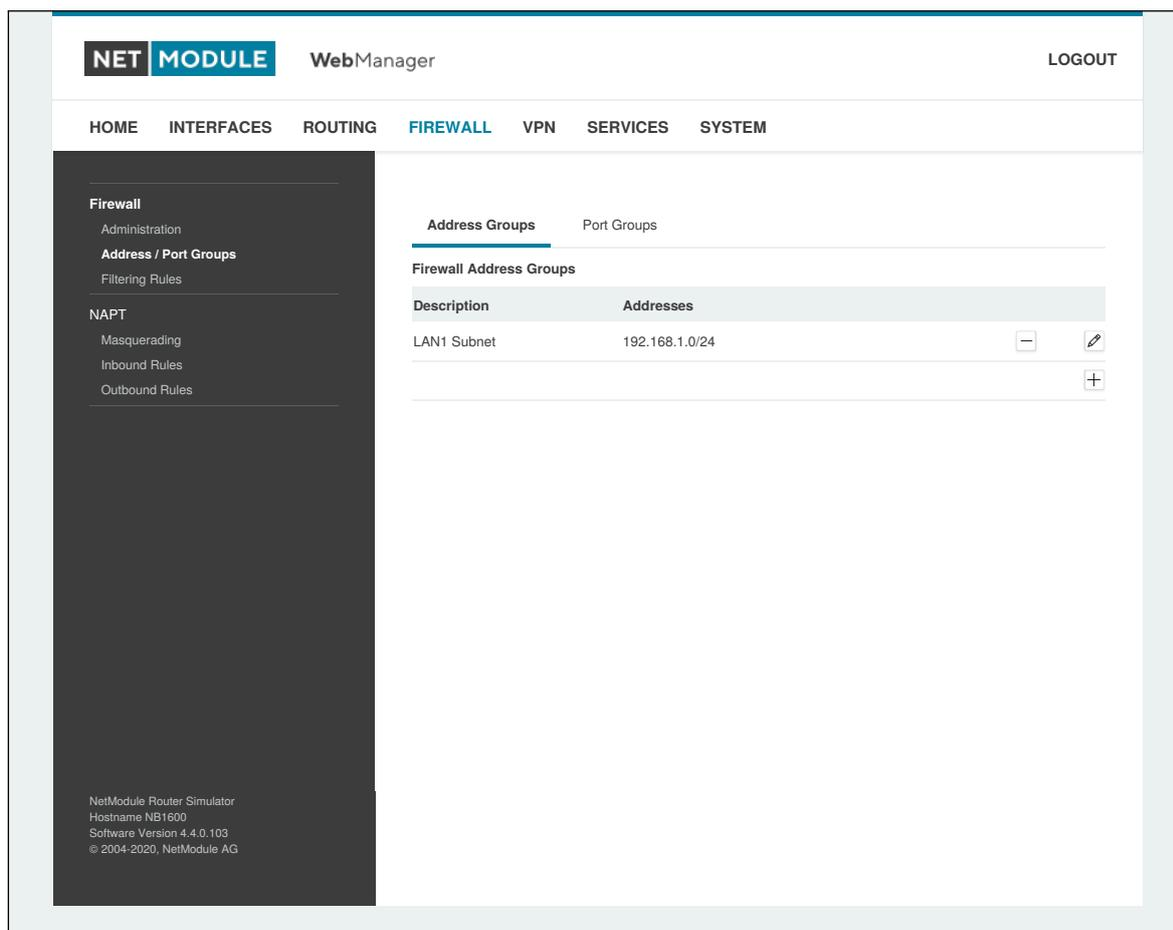 NET MODULE WebManager LOGOUT
HOME INTERFACES ROUTING FIREWALL VPN SERVICES SYSTEM
Firewall
Administration
Address / Port Groups
Filtering Rules
NAPT
Masquerading
Inbound Rules
Outbound Rules
NetModule Router Simulator
Hostname NB1600
Software Version 4.4.0.103
© 2004-2020, NetModule AG
Address Groups Port Groups
Firewall Address Groups
Description Addresses
LAN1 Subnet 192.168.1.0/24